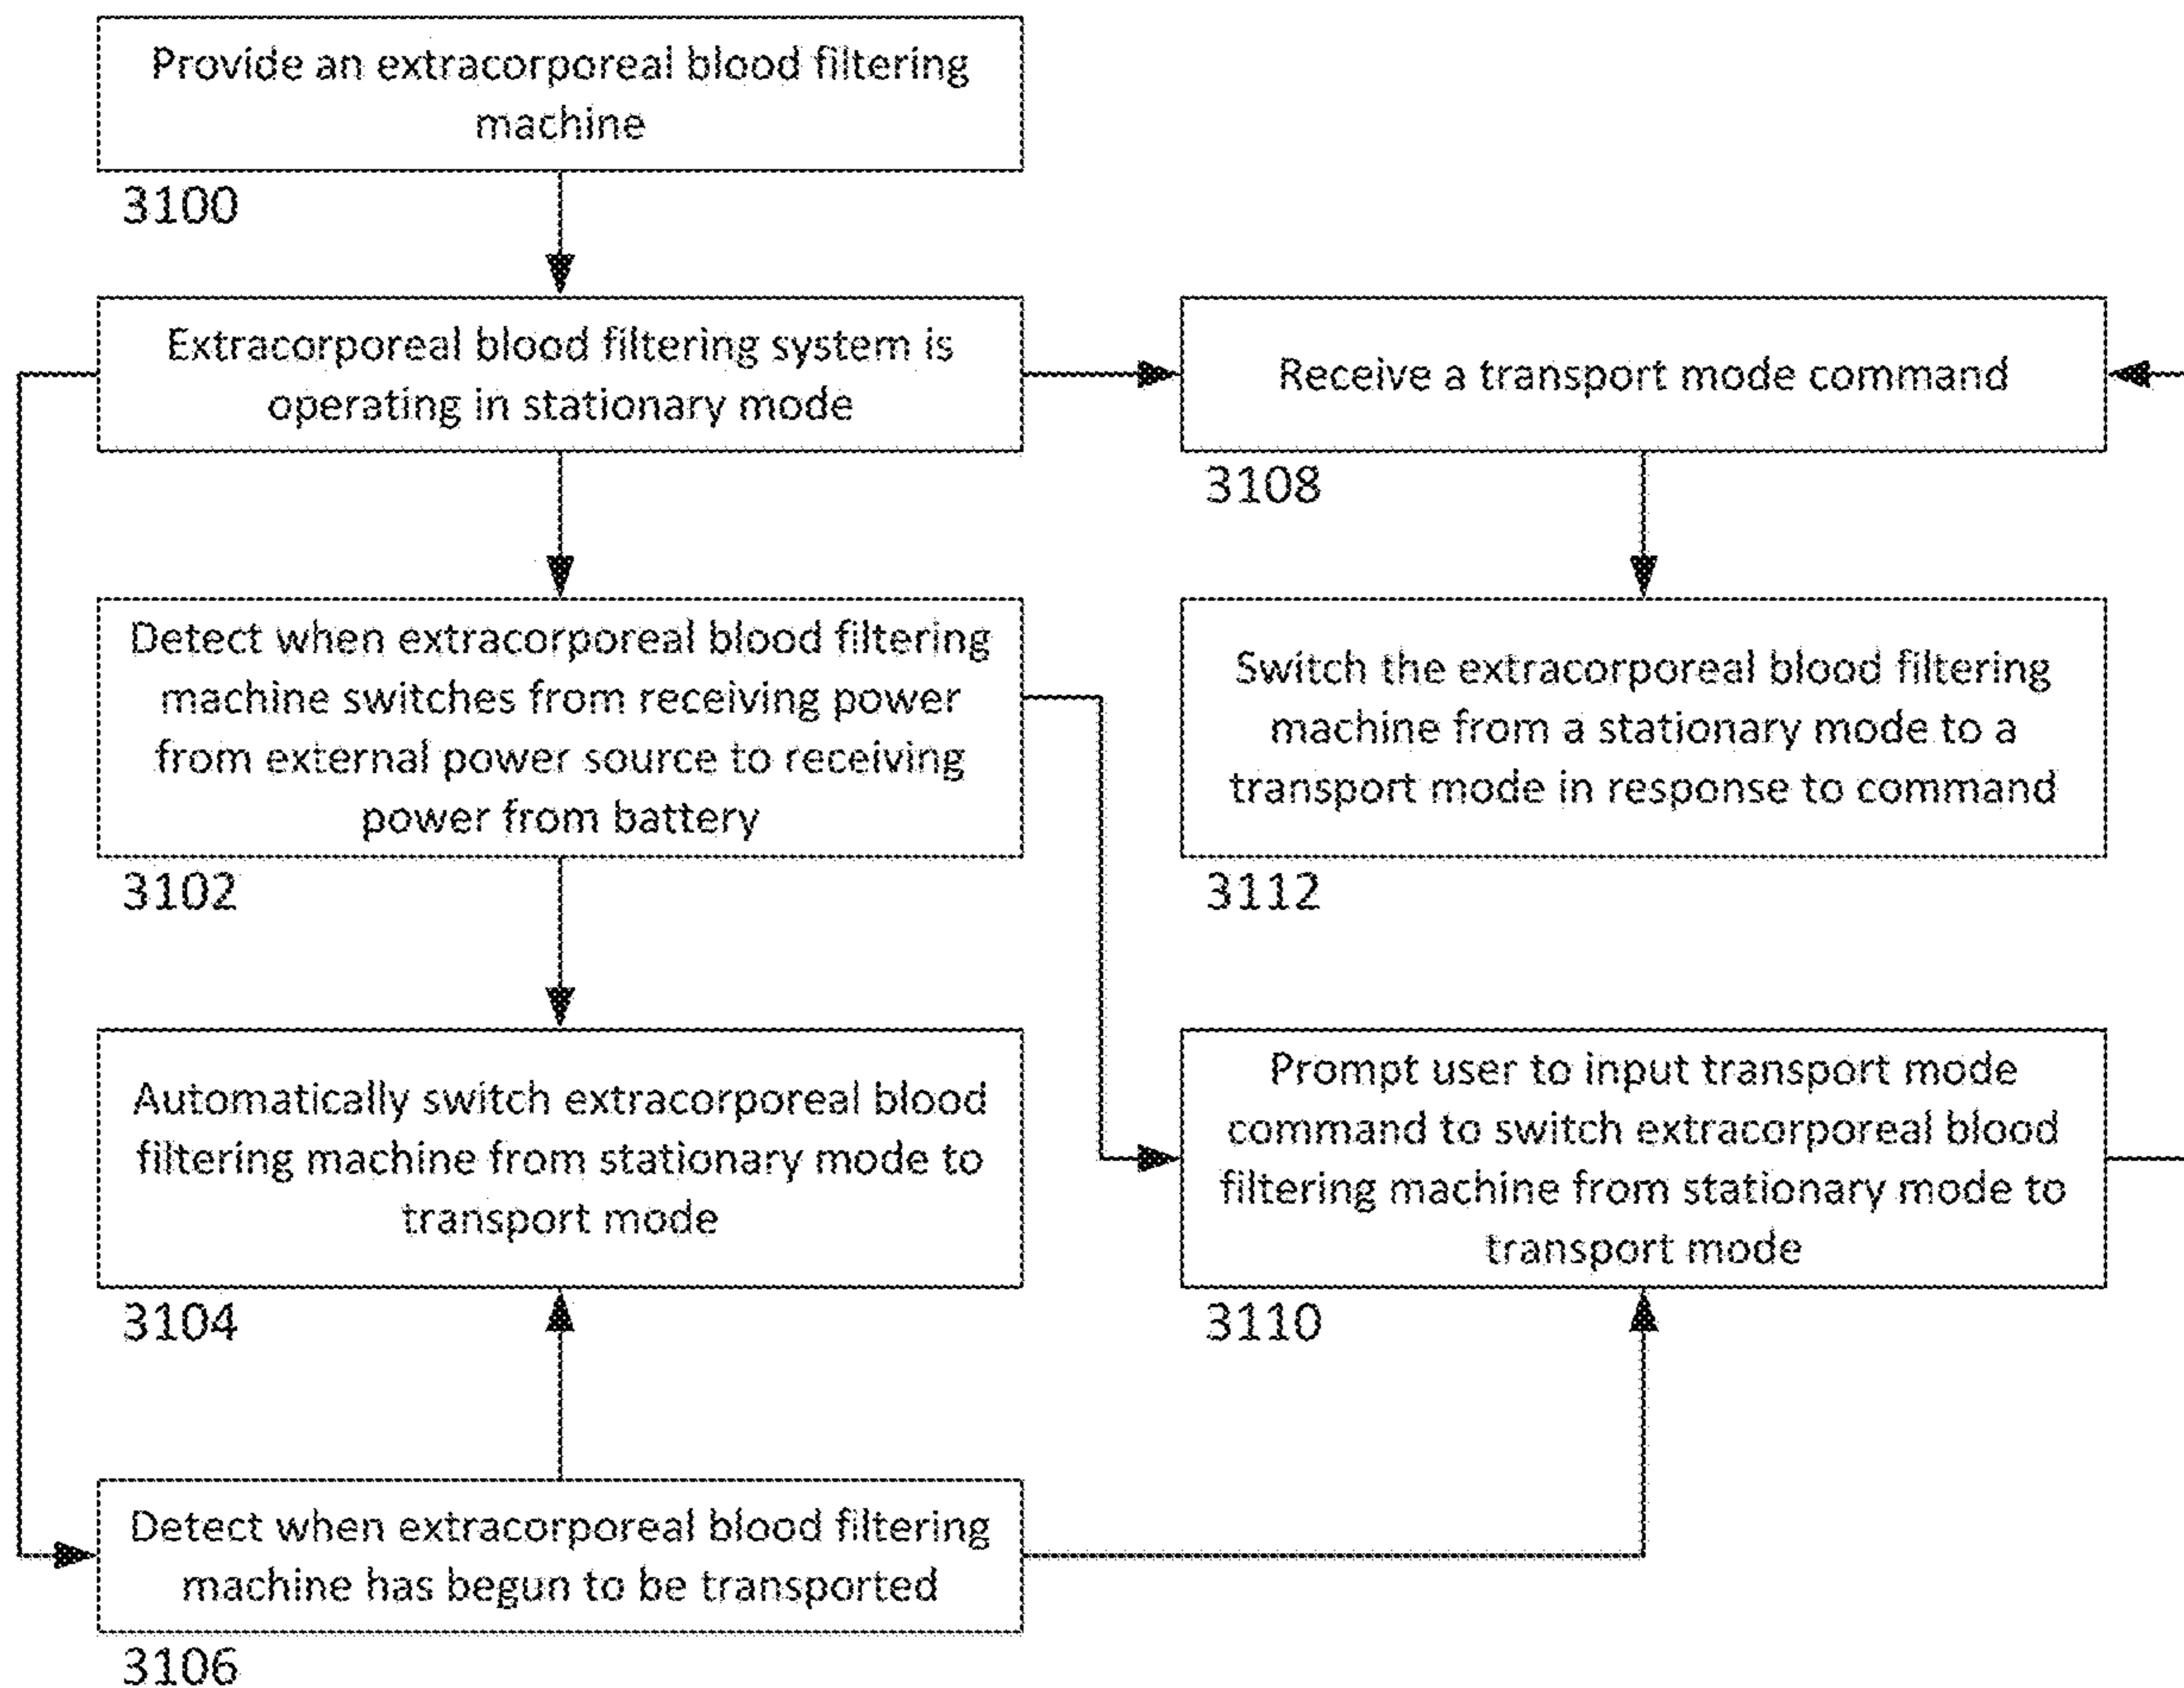 Provide an extracorporeal blood filtering
machine
3100
Extracorporeal blood filtering system is
operating in stationary mode
Receive a transport mode command
3108
Detect when extracorporeal blood filtering
machine switches from receiving power
from external power source to receiving
power from battery
3102
Switch the extracorporeal blood filtering
machine from a stationary mode to a
transport mode in response to command
3112
Automatically switch extracorporeal blood
filtering machine from stationary mode to
transport mode
3104
Prompt user to input transport mode
command to switch extracorporeal blood
filtering machine from stationary mode to
transport mode
3110
Detect when extracorporeal blood filtering
machine has begun to be transported
3106